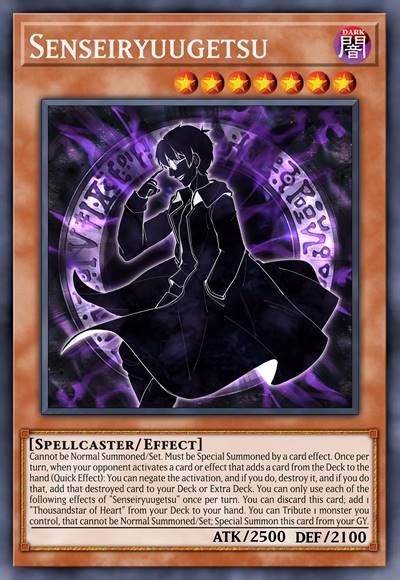 Senseiryuugetsu
DARK
闇
[Spellcaster/Effect]
Cannot be Normal Summoned/Set. Must be Special Summoned by a card effect. Once per
turn, when your opponent activates a card or effect that adds a card from the Deck to the
hand (Quick Effect): You can negate the activation, and if you do, destroy it, and if you do
that, add that destroyed card to your Deck or Extra Deck. You can only use each of the
following effects of "Senseiryuugetsu" once per turn. You can discard this card; add 1
"Thousandstar of Heart" from your Deck to your hand. You can Tribute 1 monster you
control, that cannot be Normal Summoned/Set; Special Summon this card from your GY.
ATK/2500 DEF/2100